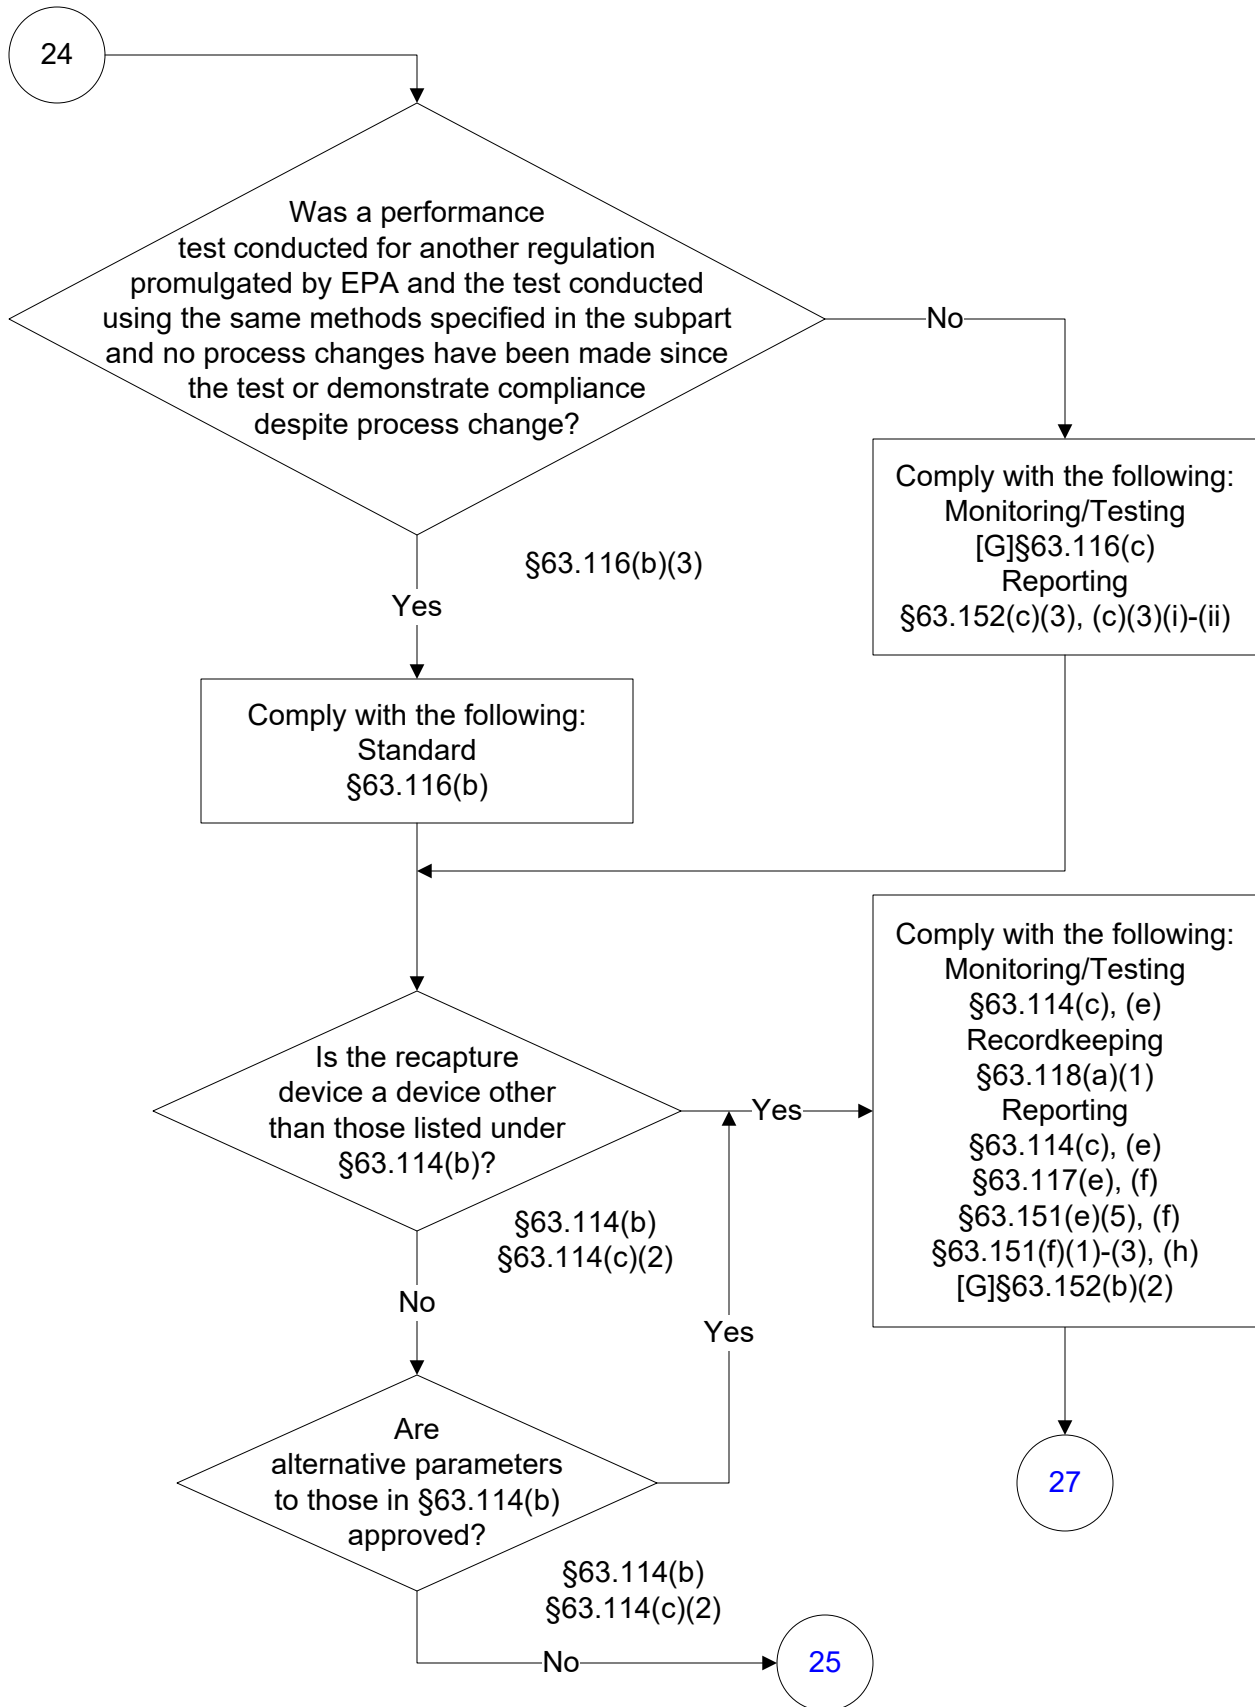 24
Was a performance
test conducted for another regulation
promulgated by EPA and the test conducted
using the same methods specified in the subpart
and no process changes have been made since
the test or demonstrate compliance
despite process change?
No
§63.116(b)(3)
Yes
Comply with the following:
Monitoring/Testing
[G]§63.116(c)
Reporting
§63.152(c)(3), (c)(3)(i)-(ii)
Comply with the following:
Standard
§63.116(b)
Is the recapture
device a device other
than those listed under
§63.114(b)?
Yes
§63.114(b)
§63.114(c)(2)
No
Comply with the following:
Monitoring/Testing
§63.114(c), (e)
Recordkeeping
§63.118(a)(1)
Reporting
§63.114(c), (e)
§63.117(e), (f)
§63.151(e)(5), (f)
§63.151(f)(1)-(3), (h)
[G]§63.152(b)(2)
Yes
Are
alternative parameters
to those in §63.114(b)
approved?
27
§63.114(b)
§63.114(c)(2)
No
25